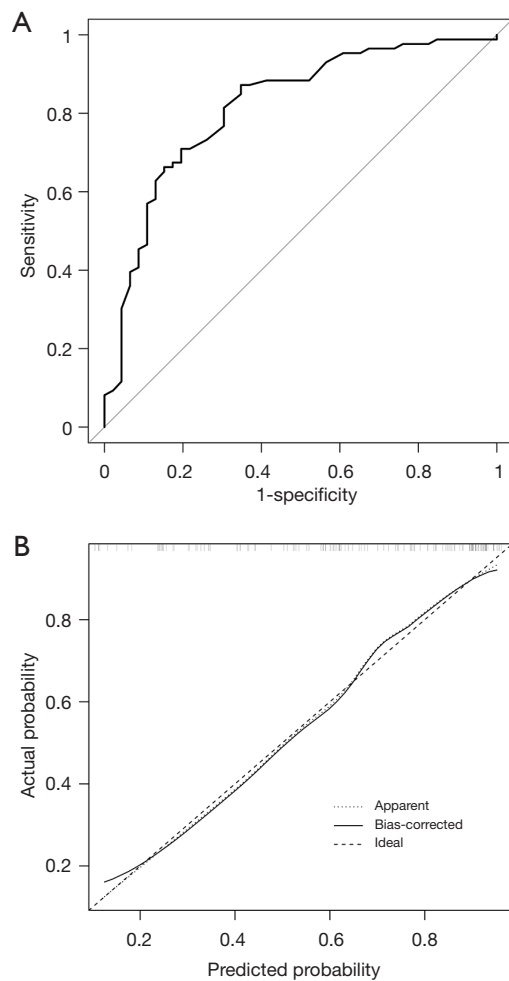 A
1
0.8
0.6
0.4
0.2
0
Sensitivity
0 0.2 0.4 0.6 0.8 1
1-specificity
B
0.8
0.6
0.4
0.2
Actual probability
Apparent
Bias-corrected
Ideal
0.2 0.4 0.6 0.8
Predicted probability